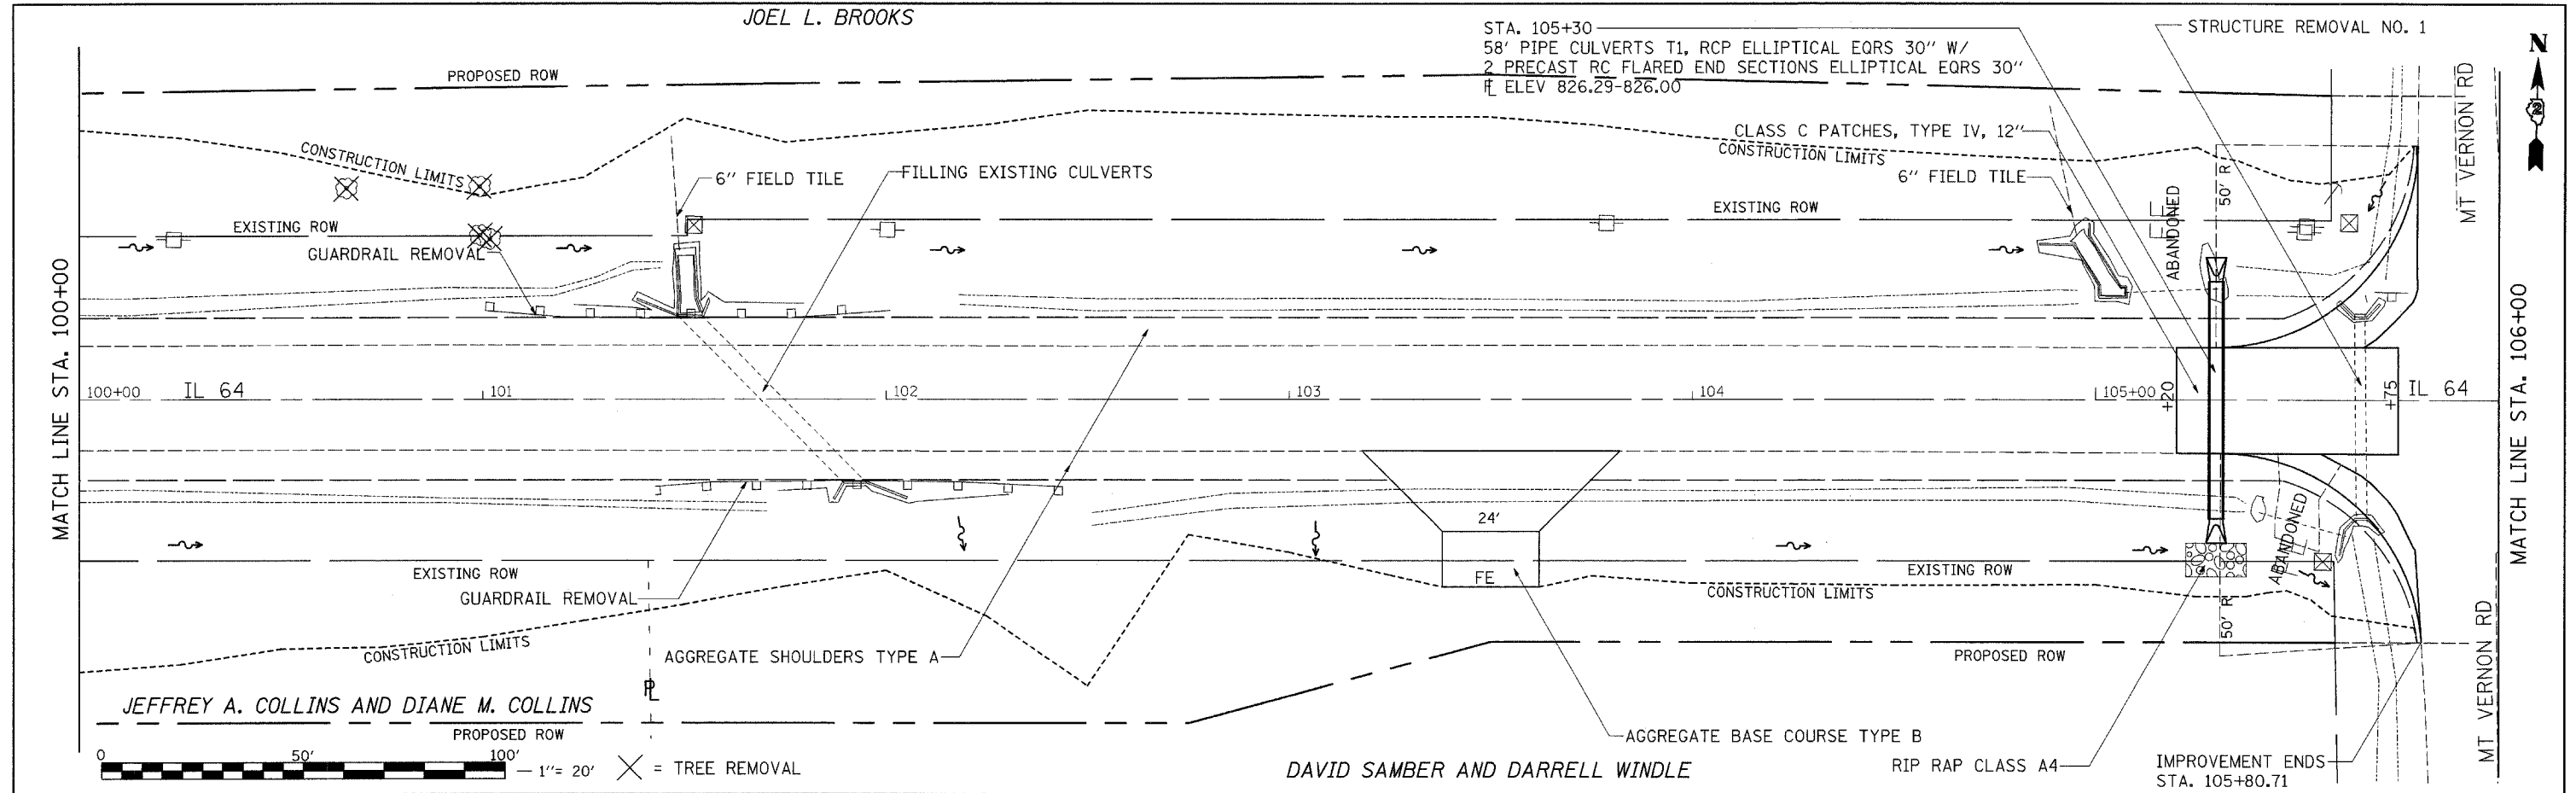 JOEL L. BROOKS
STA. 105+30
58' PIPE CULVERTS T1, RCP ELLIPTICAL EQRS 30" W/
2 PRECAST RC FLARED END SECTIONS ELLIPTICAL EQRS 30"
FL ELEV 826.29-826.00
STRUCTURE REMOVAL NO. 1
N
2
PROPOSED ROW
MT VERNON RD
CLASS C PATCHES, TYPE IV, 12"
CONSTRUCTION LIMITS
CONSTRUCTION LIMITS
6" FIELD TILE
FILLING EXISTING CULVERTS
6" FIELD TILE
50' R
ABANDONED
EXISTING ROW
EXISTING ROW
GUARDRAIL REMOVAL
MATCH LINE STA. 100+00
MATCH LINE STA. 106+00
100+00
IL 64
101
102
103
104
105+00
+20
+75
IL 64
24'
FE
ABANDONED
EXISTING ROW
EXISTING ROW
GUARDRAIL REMOVAL
CONSTRUCTION LIMITS
CONSTRUCTION LIMITS
50' R
AGGREGATE SHOULDERS TYPE A
PROPOSED ROW
MT VERNON RD
PL
JEFFREY A. COLLINS AND DIANE M. COLLINS
PROPOSED ROW
AGGREGATE BASE COURSE TYPE B
0 50' 100'
1"= 20'
= TREE REMOVAL
DAVID SAMBER AND DARRELL WINDLE
RIP RAP CLASS A4
IMPROVEMENT ENDS
STA. 105+80.71